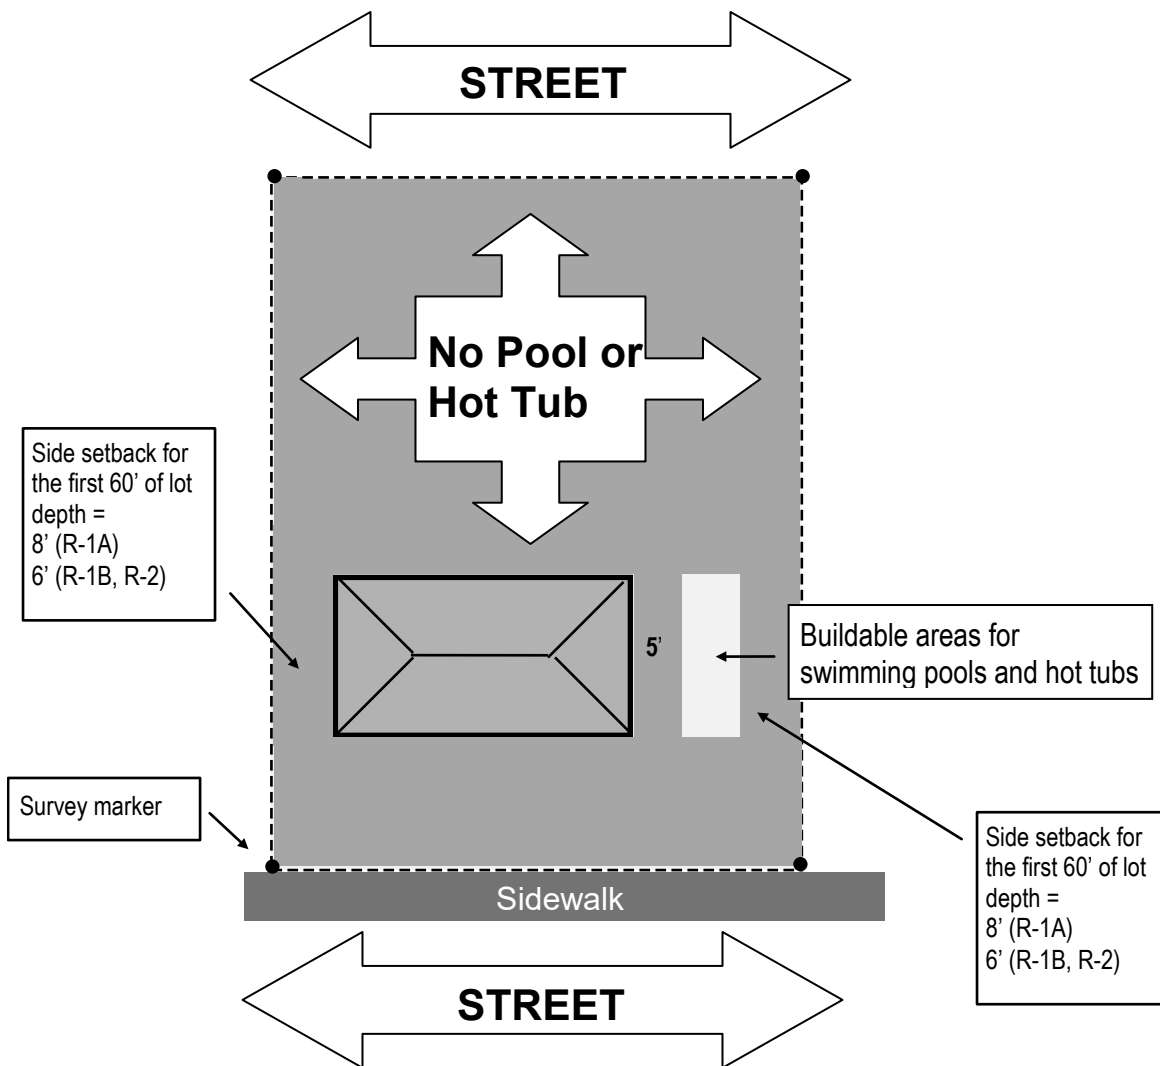 STREET
No Pool or
Hot Tub
Side setback for
the first 60’ of lot
depth =
8’ (R-1A)
6’ (R-1B, R-2)
5’
Buildable areas for
swimming pools and hot tubs
Survey marker
Side setback for
the first 60’ of lot
depth =
8’ (R-1A)
6’ (R-1B, R-2)
Sidewalk
STREET